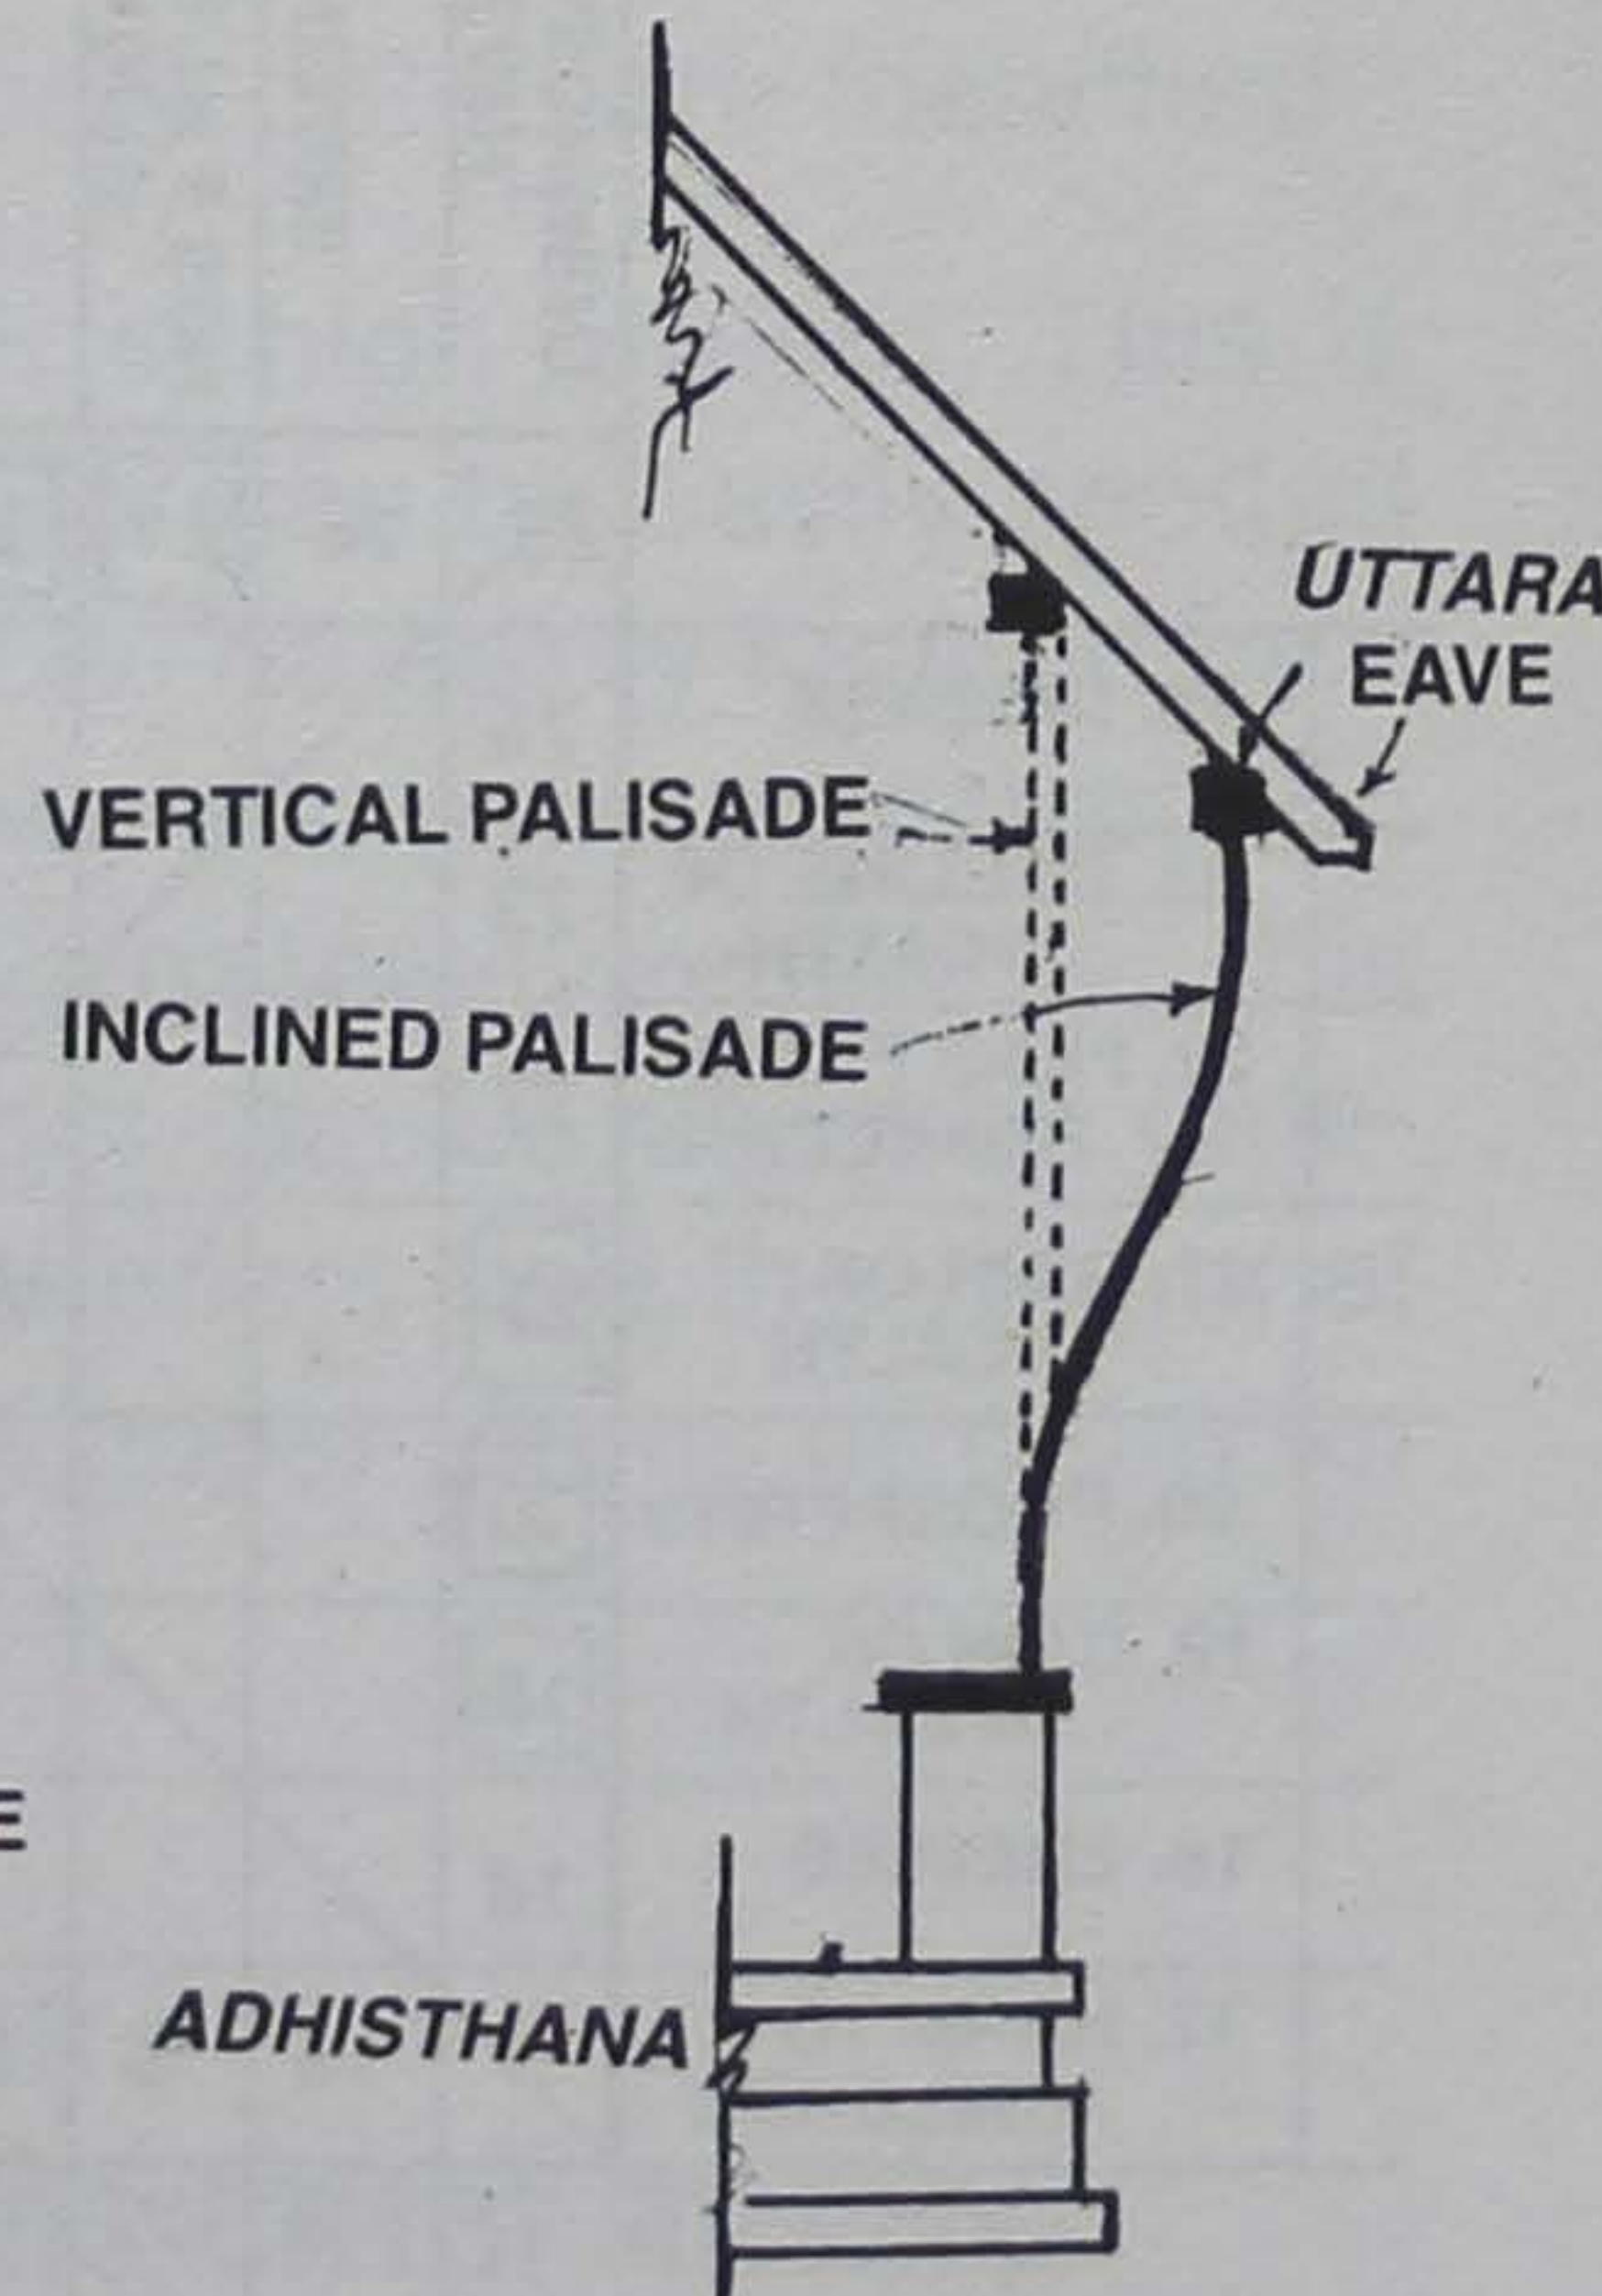 UTTARA
EAVE
VERTICAL PALISADE
INCLINED PALISADE
E
ADHISTHANA